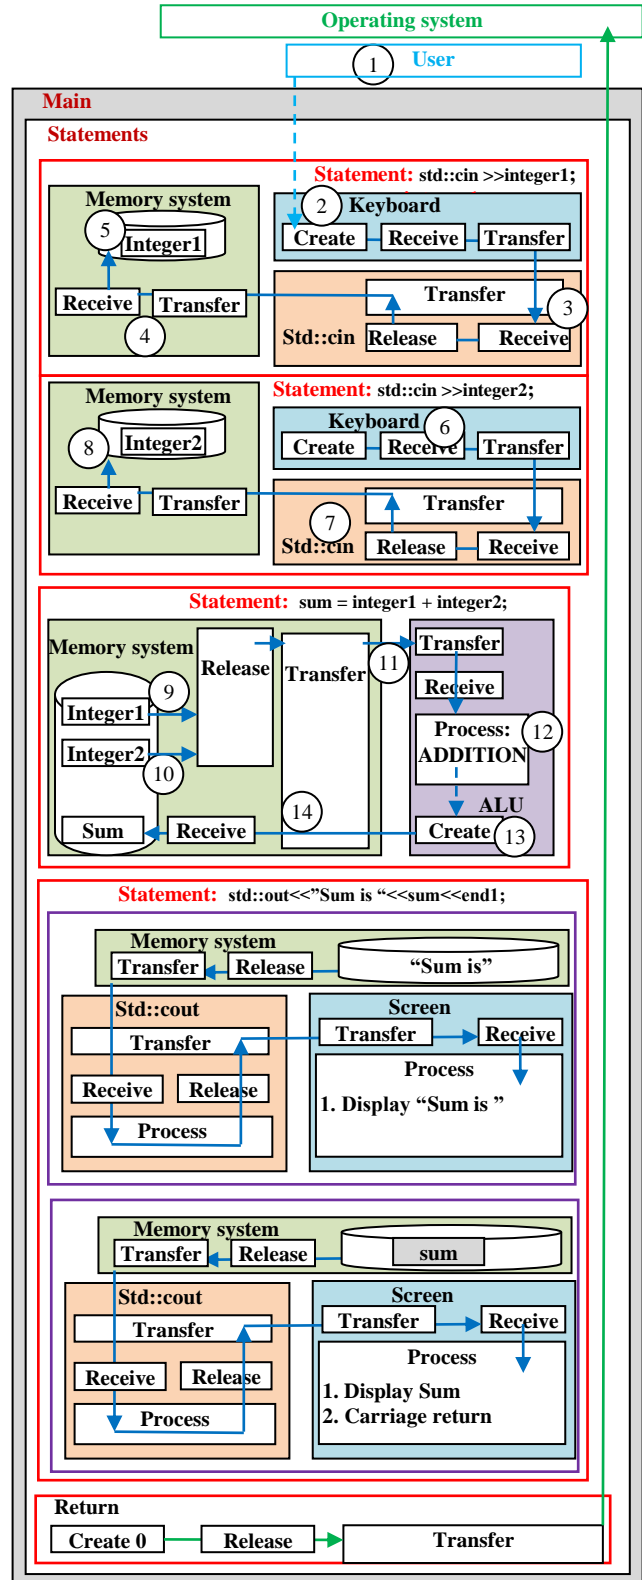 Operating system
1
User
Main
Statements
Statement: std::cin >>integer1;
Memory system
2
Keyboard
5
Integer1
Create
Receive
Transfer
Receive
Transfer
4
Transfer
3
Std::cin
Release
Receive
Statement: std::cin >>integer2;
Memory system
8
Integer2
Keyboard
6
Create
Receive
Transfer
Receive
Transfer
Transfer
7
Std::cin
Release
Receive
Statement: sum = integer1 + integer2;
Memory system
Release
Transfer
11
Transfer
Receive
9
Integer1
Integer2
10
Process:
ADDITION
12
14
ALU
Sum
Receive
Create
13
Statement: std::out<<”Sum is “<<sum<<end1;
Memory system
Transfer
Release
“Sum is”
Std::cout
Transfer
Receive
Release
Process
Screen
Transfer
Receive
Process
1. Display “Sum is ”
Memory system
Transfer
Release
sum
Std::cout
Transfer
Receive
Release
Process
Screen
Transfer
Receive
Process
1. Display Sum
2. Carriage return
Return
Create 0
Release
Transfer